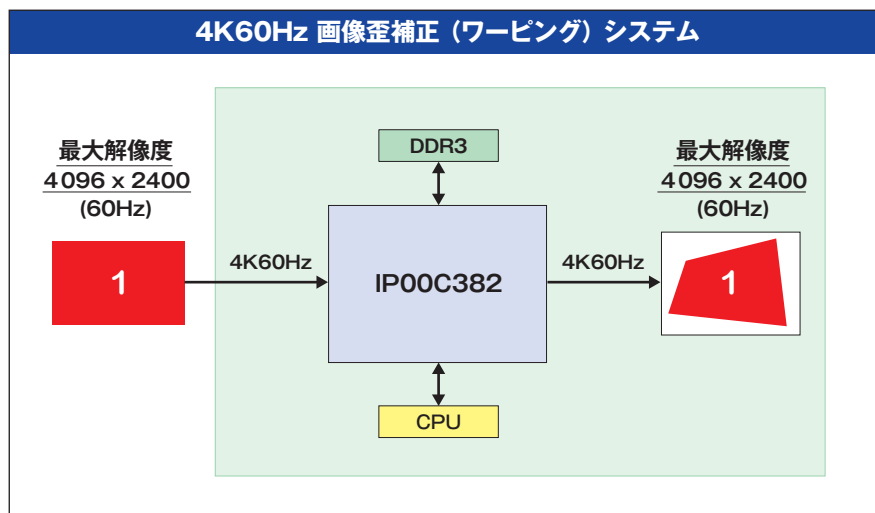 4K60Hz 画像歪補正（ワーピング）システム
DDR3
最大解像度
4096 x 2400
(60Hz)
最大解像度
4096 x 2400
(60Hz)
1
4K60Hz
IP00C382
4K60Hz
1
CPU